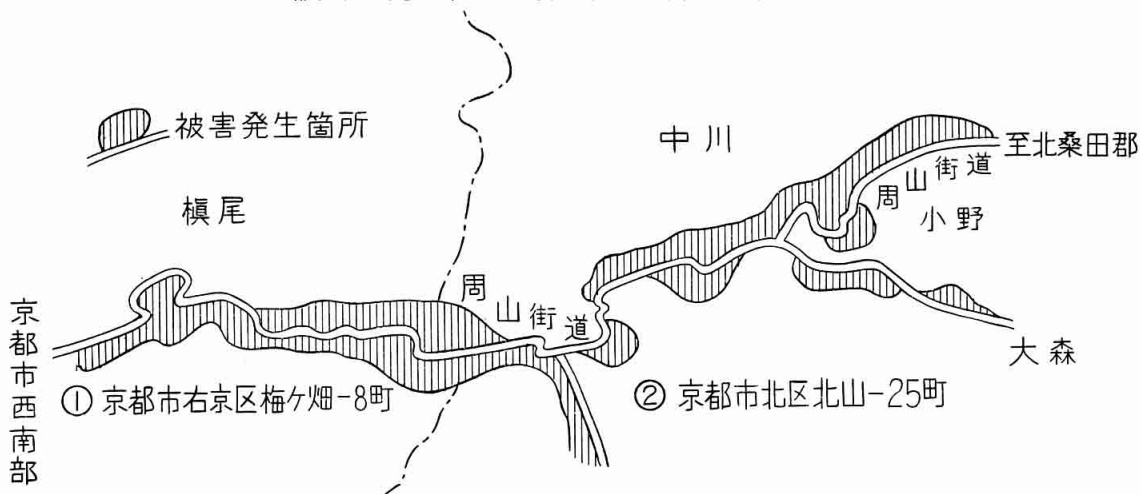 被害発生箇所
槇尾
中川
至北桑田郡
周山街道
小野
周山街道
大森
京都市西南部
① 京都市右京区梅ケ畑-8町
② 京都市北区北山-25町